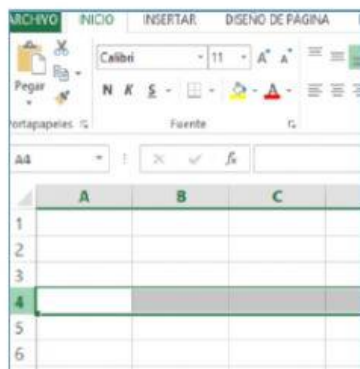 ARCHIVO INICIO INSERTAR DISEÑO DE PÁGINA
Calibri 11 A A
Pegar N K S A
Portapapeles Fuente
A4 fx
A B C
1
2
3
4
5
6